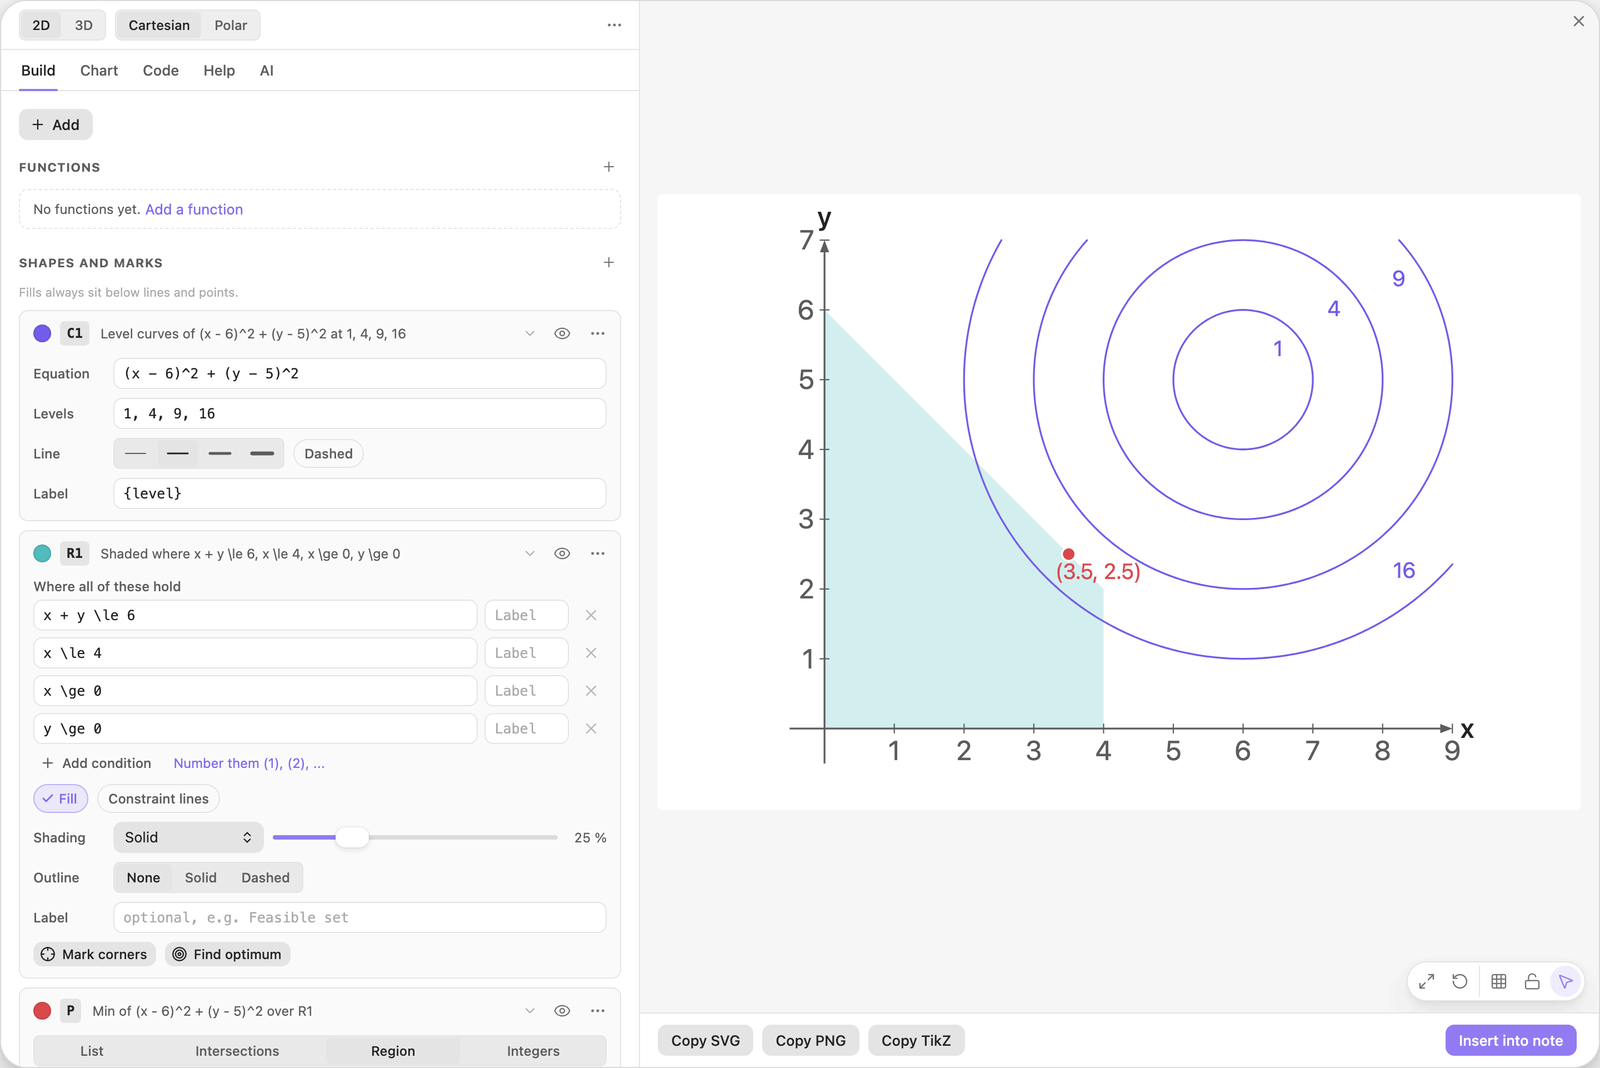 2D 3D Cartesian Polar
Build Chart Code Help AI
+ Add
FUNCTIONS
No functions yet. Add a function
SHAPES AND MARKS
Fills always sit below lines and points.
C1 Level curves of (x - 6)^2 + (y - 5)^2 at 1, 4, 9, 16
Equation (x − 6)^2 + (y − 5)^2
Levels 1, 4, 9, 16
Line Dashed
Label {level}
R1 Shaded where x + y \le 6, x \le 4, x \ge 0, y \ge 0
Where all of these hold
x + y \le 6 Label
x \le 4 Label
x \ge 0 Label
y \ge 0 Label
+ Add condition Number them (1), (2), ...
Fill Constraint lines
Shading Solid 25 %
Outline None Solid Dashed
Label optional, e.g. Feasible set
Mark corners Find optimum
P Min of (x - 6)^2 + (y - 5)^2 over R1
List Intersections Region Integers
y
7
9
6 4
1
5
4
3
(3.5, 2.5) 16
2
1
x
1 2 3 4 5 6 7 8 9
Copy SVG Copy PNG Copy TikZ Insert into note